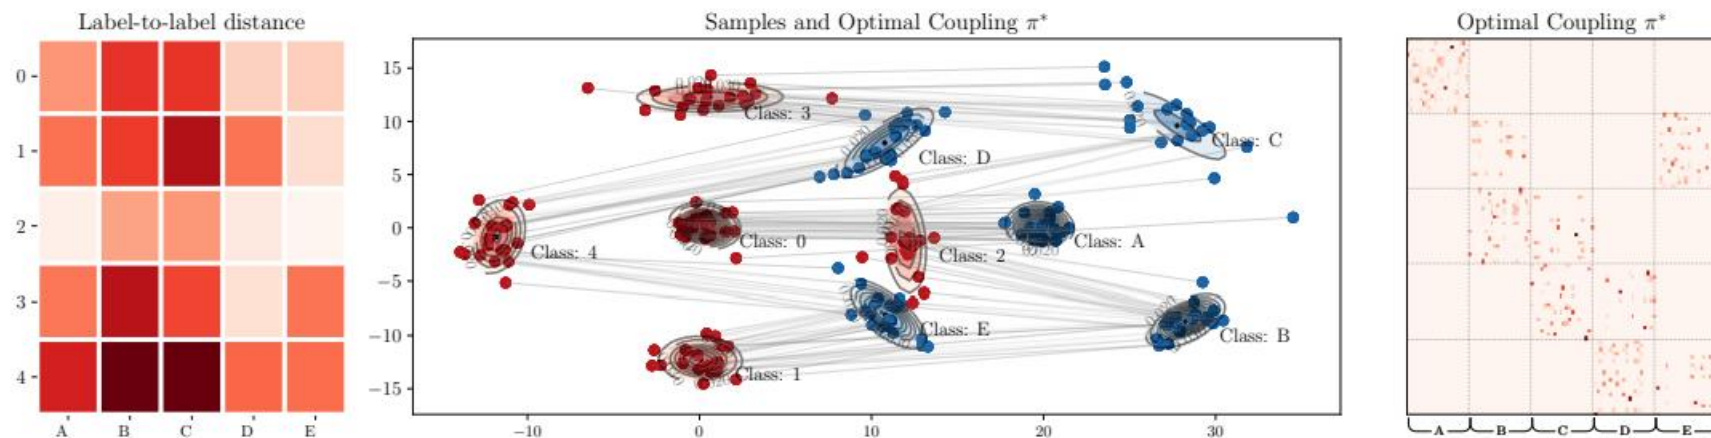 Label-to-label distance
0
1
2
3
4
A B C D E
Samples and Optimal Coupling π*
15
10
5
0
−5
−10
−15
−10 0 10 20 30
Class: 3
Class: C
Class: D
Class: 4
Class: 0
Class: 2
Class: A
Class: E
Class: B
Class: 1
Optimal Coupling π*
A B C D E